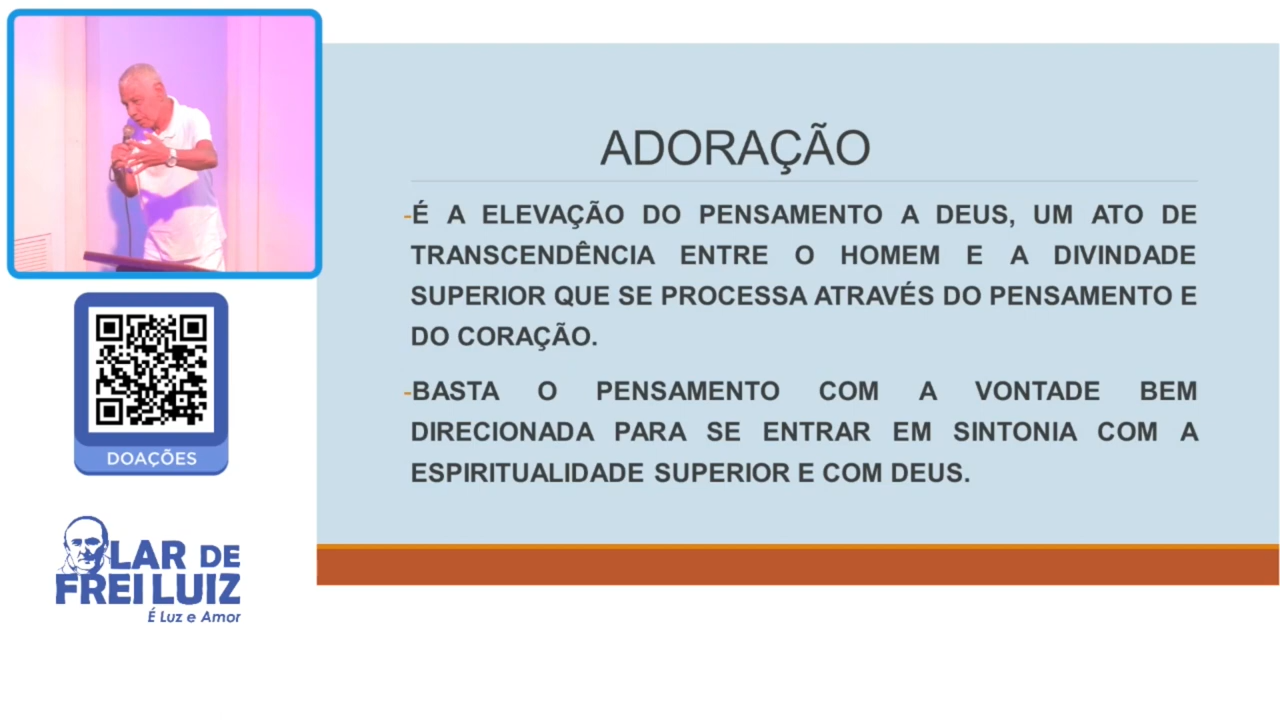 ADORAÇÃO
-É A ELEVAÇÃO DO PENSAMENTO A DEUS, UM ATO DE
TRANSCENDÊNCIA ENTRE O HOMEM E A DIVINDADE
SUPERIOR QUE SE PROCESSA ATRAVÉS DO PENSAMENTO E
DO CORAÇÃO.
-BASTA O PENSAMENTO COM A VONTADE BEM
DIRECIONADA PARA SE ENTRAR EM SINTONIA COM A
ESPIRITUALIDADE SUPERIOR E COM DEUS.
DOAÇÕES
LAR DE
FREI LUIZ
É Luz e Amor